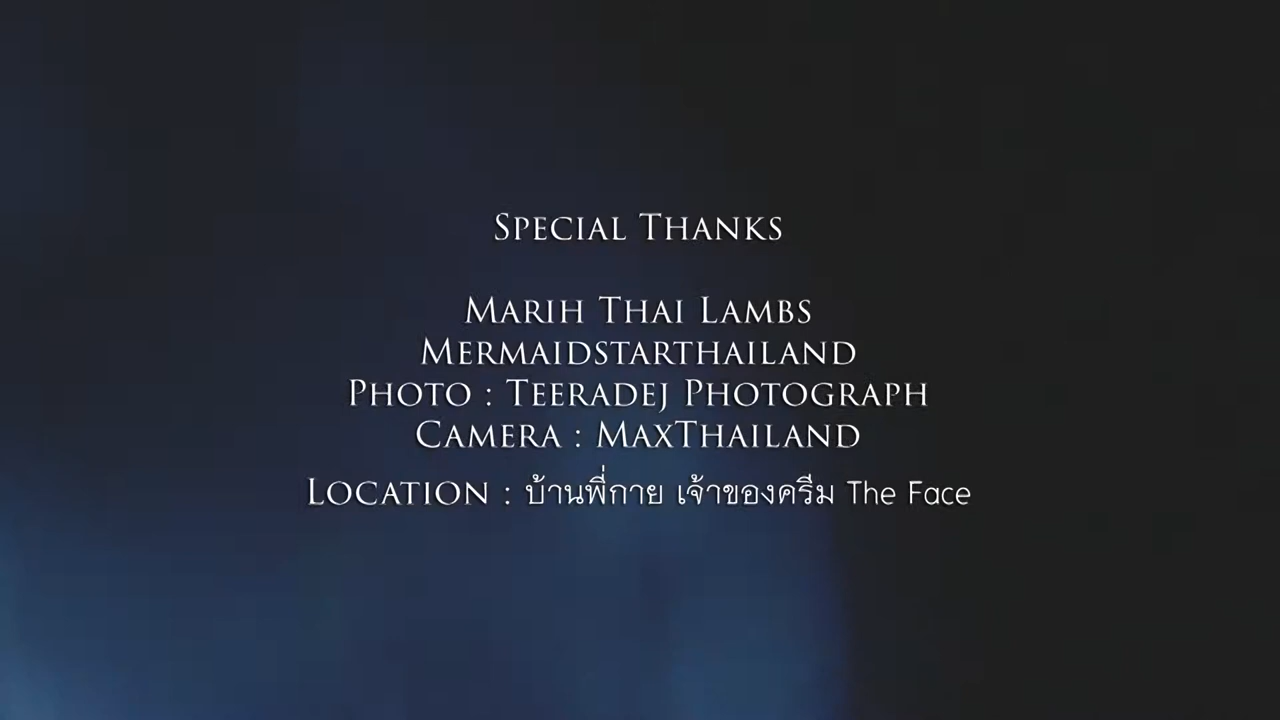 Special Thanks
Marih Thai Lambs
Mermaidstarthailand
Photo : Teeradej Photograph
Camera : MaxThailand
Location : บ้านพี่กาย เจ้าของครีม The Face